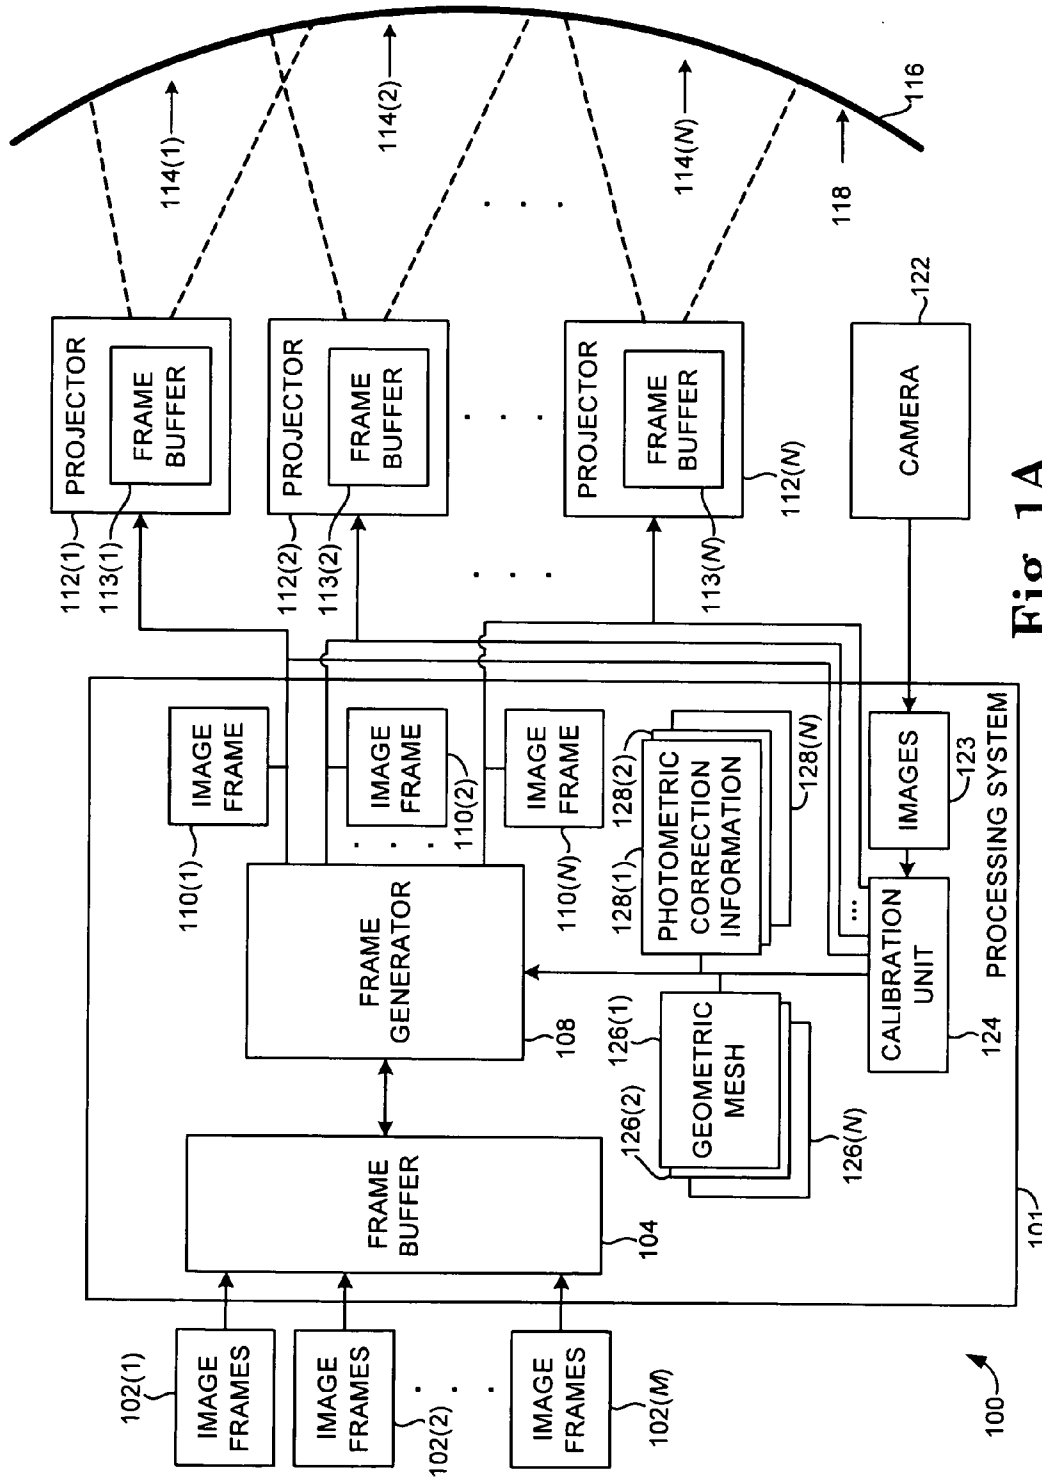 102(1)
IMAGE
FRAMES
IMAGE
FRAMES
102(2)
. . .
IMAGE
FRAMES
102(M)
100
FRAME
BUFFER
104
FRAME
GENERATOR
108
110(1)
IMAGE
FRAME
IMAGE
FRAME
110(2)
. . .
IMAGE
FRAME
110(N)
126(2)
126(1)
GEOMETRIC
MESH
126(N)
128(1)
128(2)
PHOTOMETRIC
CORRECTION
INFORMATION
128(N)
...
CALIBRATION
UNIT
124
IMAGES
123
PROCESSING SYSTEM
101
112(1)
113(1)
PROJECTOR
FRAME
BUFFER
112(2)
113(2)
PROJECTOR
FRAME
BUFFER
. . .
. . .
PROJECTOR
FRAME
BUFFER
113(N)
112(N)
CAMERA
122
114(1)
114(2)
. . .
114(N)
118
116
Fig. 1A